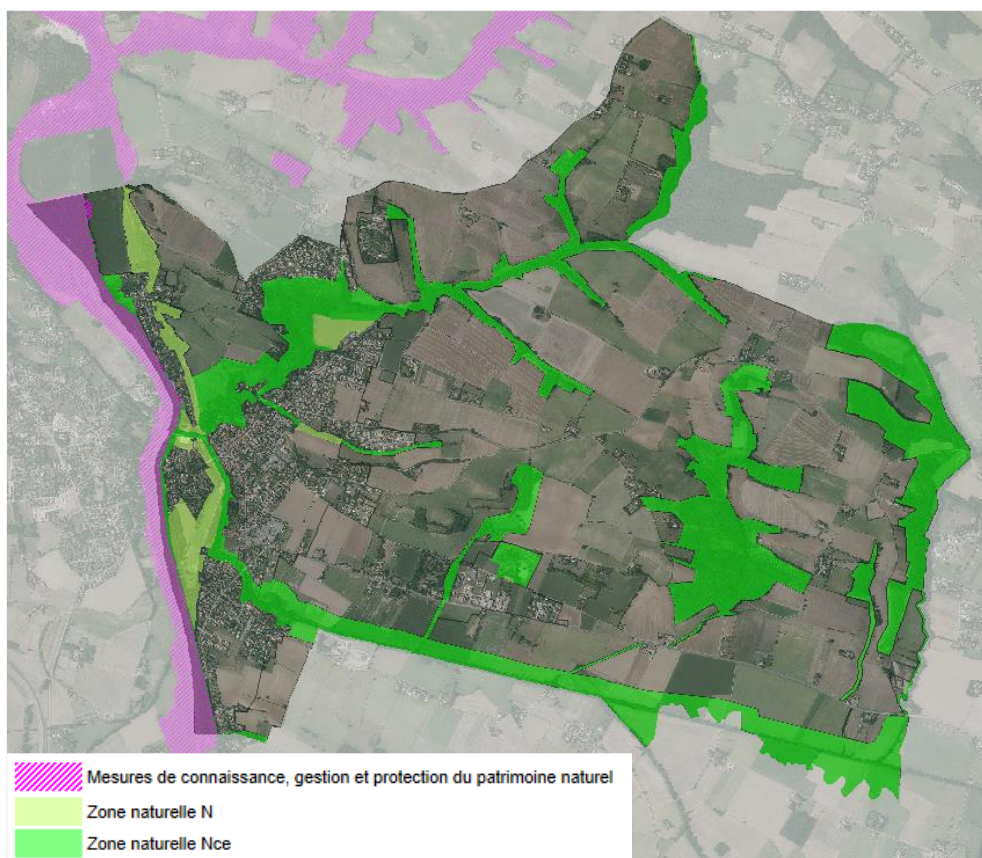 Mesures de connaissance, gestion et protection du patrimoine naturel
Zone naturelle N
Zone naturelle Nce